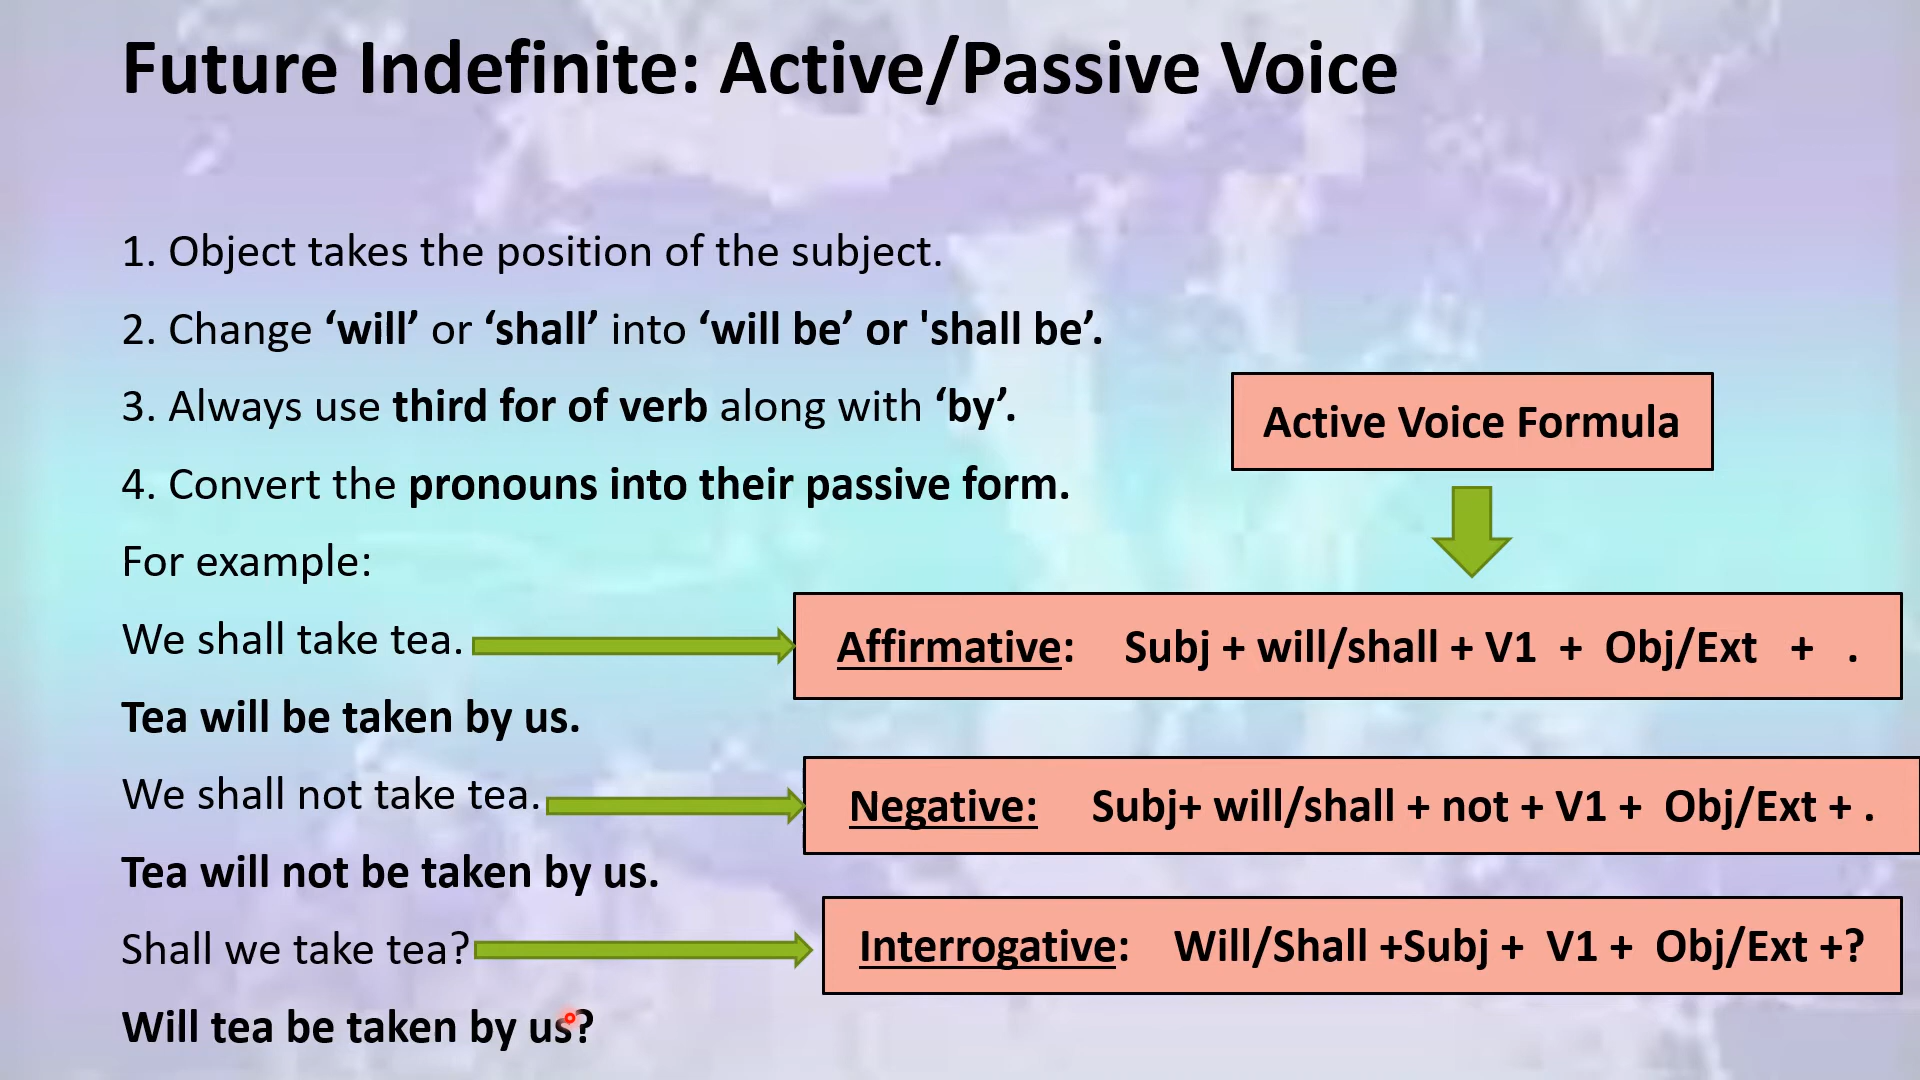 Future Indefinite: Active/Passive Voice
1. Object takes the position of the subject.
2. Change ‘will’ or ‘shall’ into ‘will be’ or 'shall be’.
3. Always use third for of verb along with ‘by’.
4. Convert the pronouns into their passive form.
For example:
We shall take tea.
Tea will be taken by us.
We shall not take tea.
Tea will not be taken by us.
Shall we take tea?
Will tea be taken by us?
Active Voice Formula
Affirmative: Subj + will/shall + V1 + Obj/Ext + .
Negative: Subj+ will/shall + not + V1 + Obj/Ext + .
Interrogative: Will/Shall +Subj + V1 + Obj/Ext +?